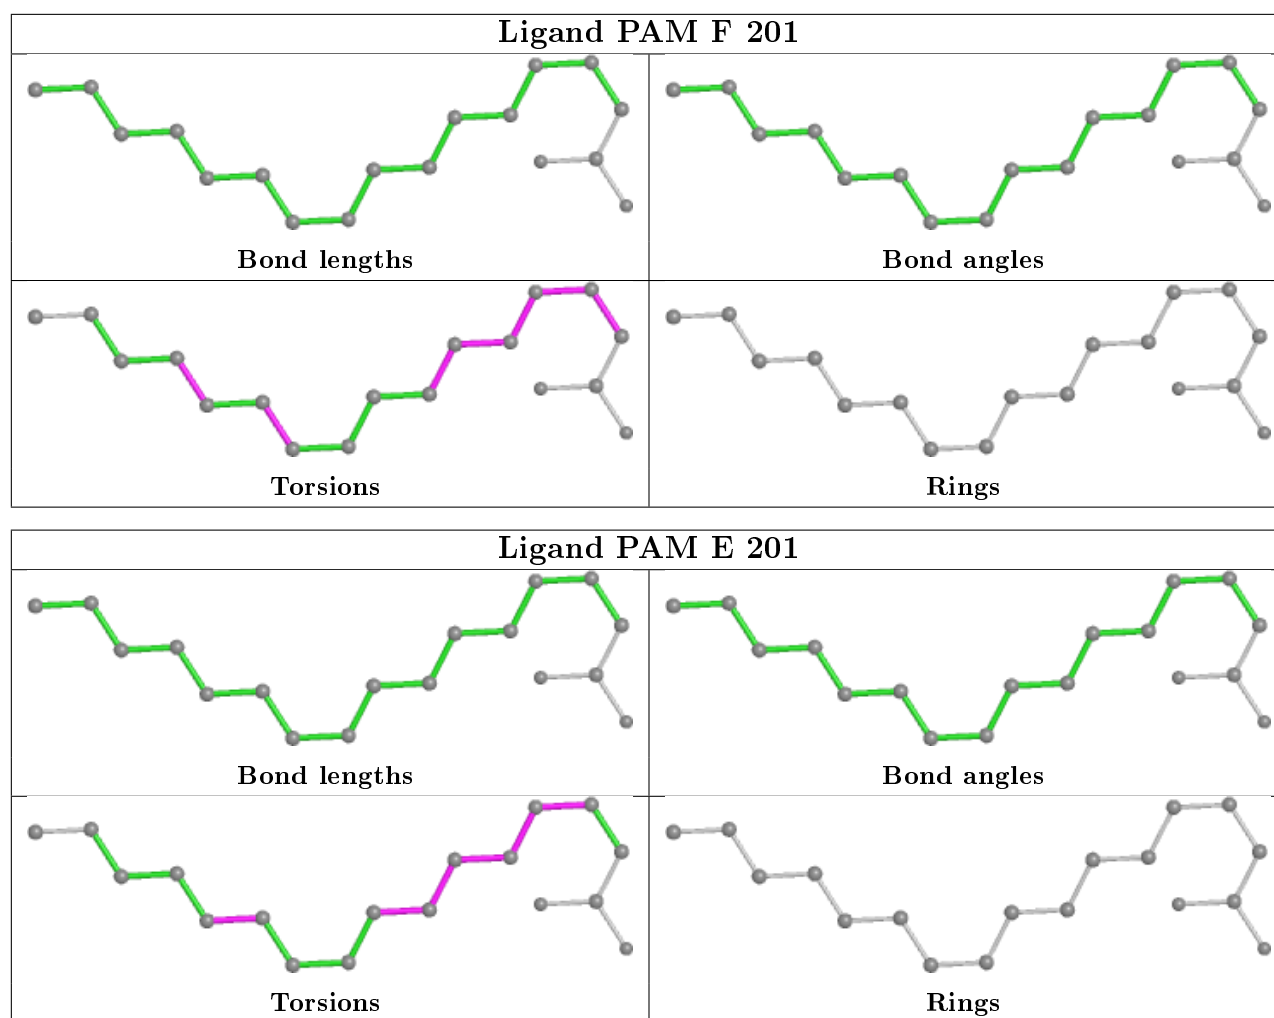 Ligand PAM F 201
Bond lengths
Bond angles
Torsions
Rings
Ligand PAM E 201
Bond lengths
Bond angles
Torsions
Rings